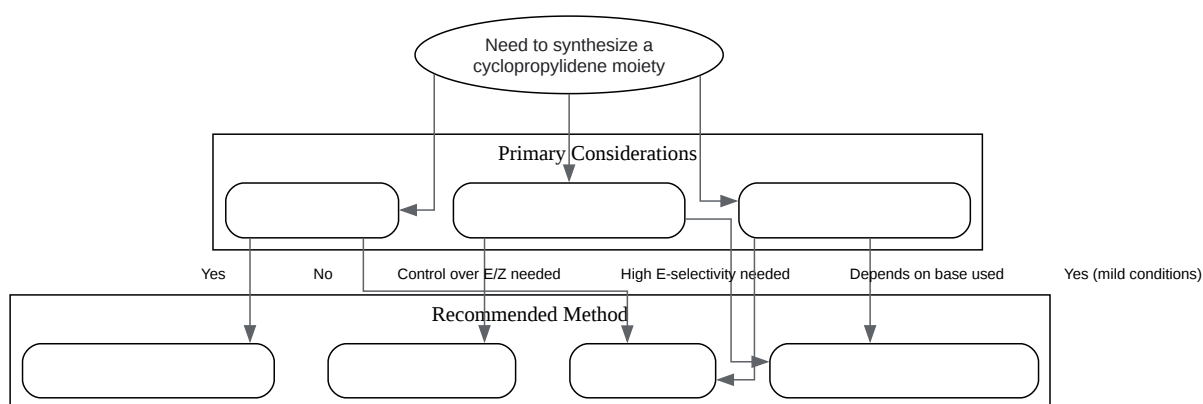 Need to synthesize a
cyclopropylidene moiety
Primary Considerations
Yes
No
Control over E/Z needed
High E-selectivity needed
Depends on base used
Yes (mild conditions)
Recommended Method